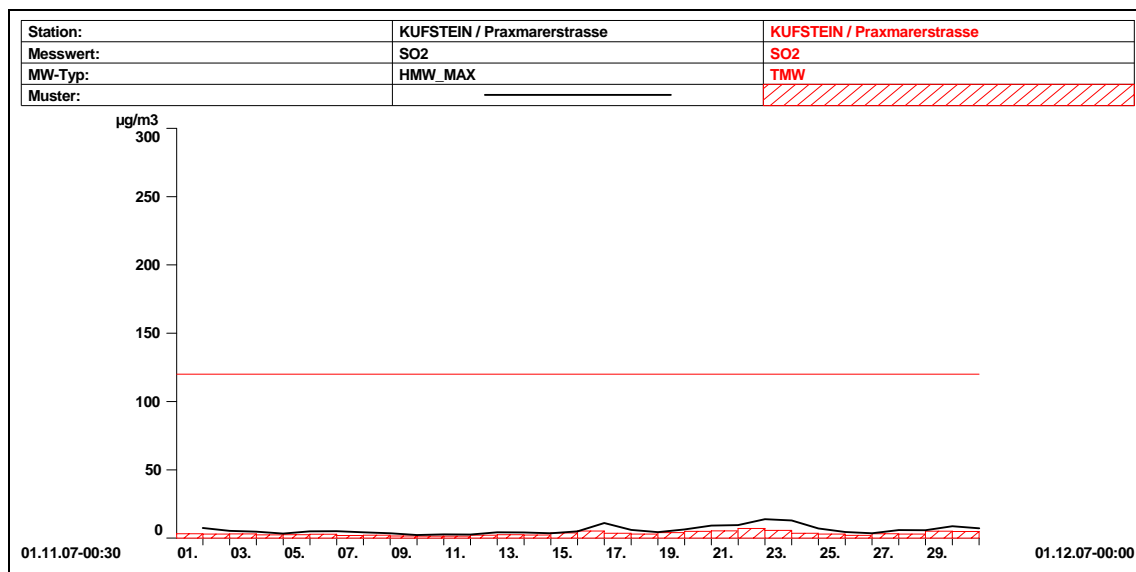 Station: KUFSTEIN / Praxmarerstrasse KUFSTEIN / Praxmarerstrasse
Messwert: SO2 SO2
MW-Typ: HMW_MAX TMW
Muster:
µg/m3
300
250
200
150
100
50
0
01.11.07-00:30 01. 03. 05. 07. 09. 11. 13. 15. 17. 19. 21. 23. 25. 27. 29. 01.12.07-00:00